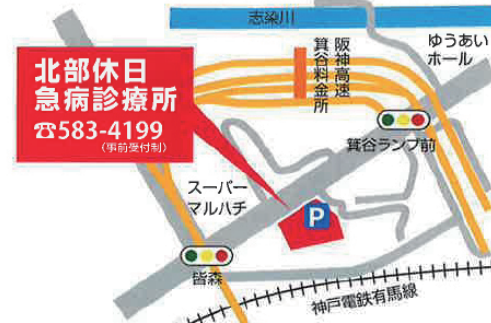 志染川
北部休日
急病診療所
☎583-4199
(事前受付制)
阪神高速
箕谷料金所
ゆうあい
ホール
箕谷ランプ前
スーパー
マルハチ
P
皆森
神戸電鉄有馬線